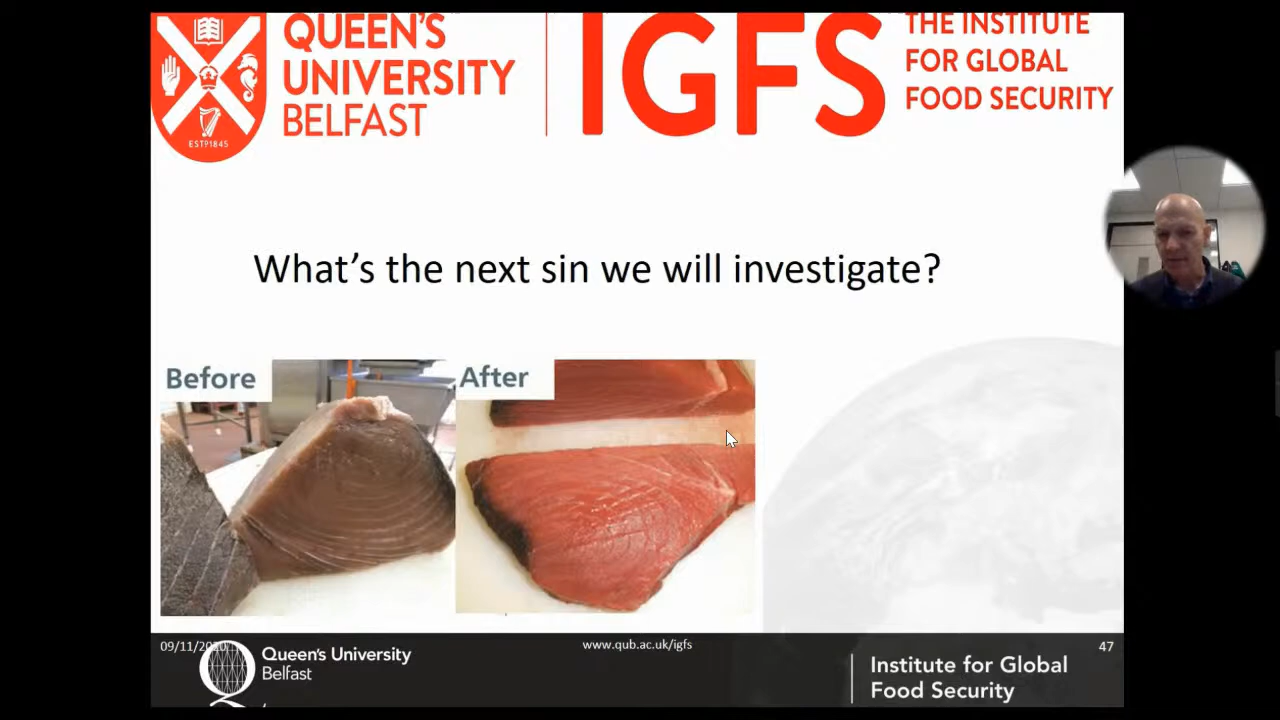 QUEEN'S
UNIVERSITY
BELFAST
ESTD1845
IGFS
THE INSTITUTE
FOR GLOBAL
FOOD SECURITY
What's the next sin we will investigate?
Before
After
www.qub.ac.uk/igfs
47
Queen's University
Belfast
Institute for Global
Food Security